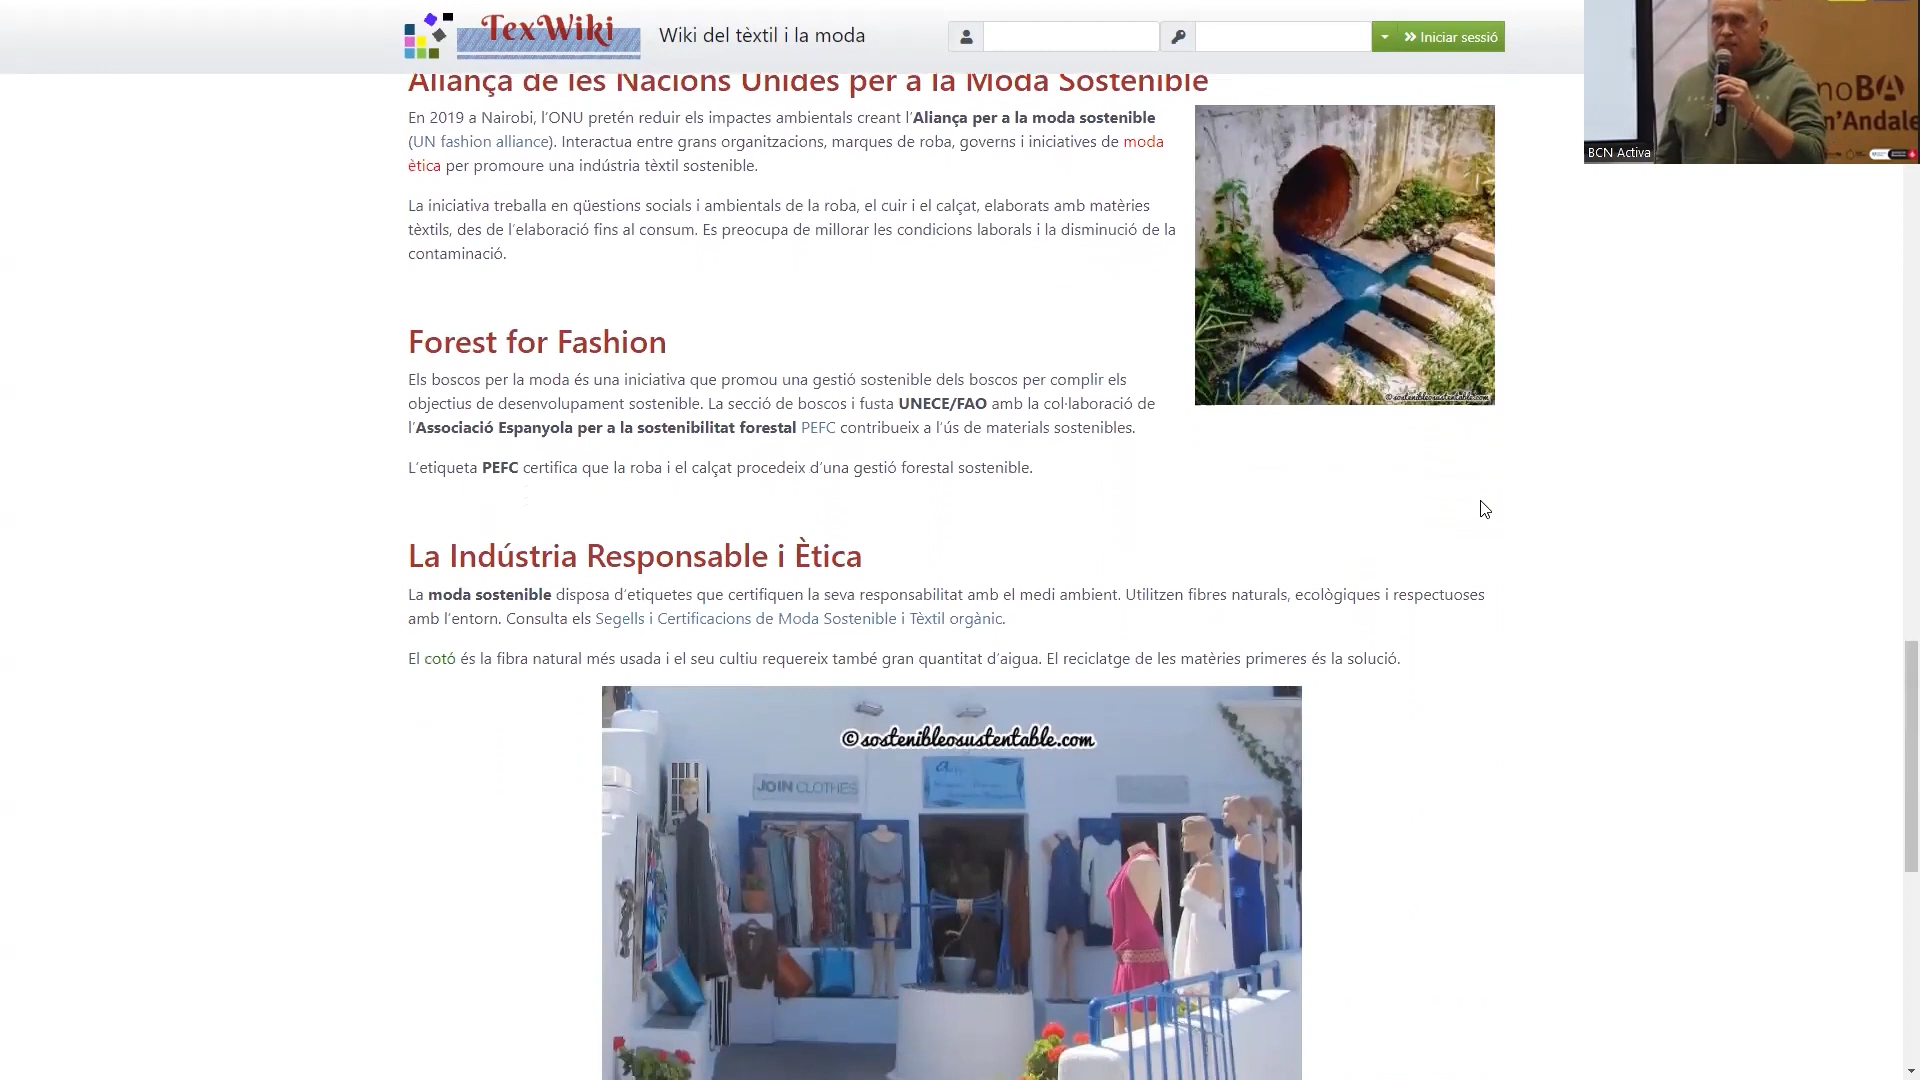 TexWiki
Wiki del tèxtil i la moda
Iniciar sessió
BCN Activa
Aliança de les Nacions Unides per a la Moda Sostenible
En 2019 a Nairobi, l’ONU pretén reduir els impactes ambientals creant l’Aliança per a la moda sostenible
(UN fashion alliance). Interactua entre grans organitzacions, marques de roba, governs i iniciatives de moda
ètica per promoure una indústria tèxtil sostenible.
La iniciativa treballa en qüestions socials i ambientals de la roba, el cuir i el calçat, elaborats amb matèries
tèxtils, des de l’elaboració fins al consum. Es preocupa de millorar les condicions laborals i la disminució de la
contaminació.
© sostenibleosustentable.com
Forest for Fashion
Els boscos per la moda és una iniciativa que promou una gestió sostenible dels boscos per complir els
objectius de desenvolupament sostenible. La secció de boscos i fusta UNECE/FAO amb la col·laboració de
l’Associació Espanyola per a la sostenibilitat forestal PEFC contribueix a l’ús de materials sostenibles.
L’etiqueta PEFC certifica que la roba i el calçat procedeix d’una gestió forestal sostenible.
La Indústria Responsable i Ètica
La moda sostenible disposa d’etiquetes que certifiquen la seva responsabilitat amb el medi ambient. Utilitzen fibres naturals, ecològiques i respectuoses
amb l’entorn. Consulta els Segells i Certificacions de Moda Sostenible i Tèxtil orgànic.
El cotó és la fibra natural més usada i el seu cultiu requereix també gran quantitat d’aigua. El reciclatge de les matèries primeres és la solució.
© sostenibleosustentable.com
JOIN CLOTHES